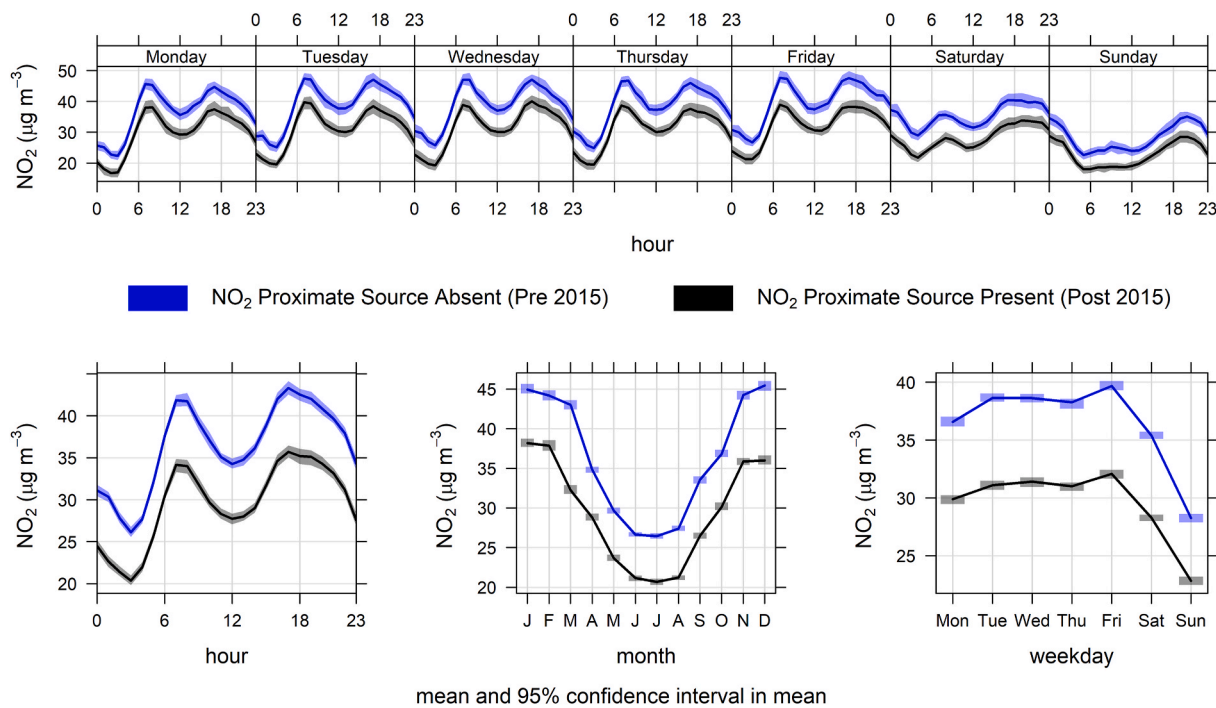 0 6 12 18 23 0 6 12 18 23 0 6 12 18 23
Monday Tuesday Wednesday Thursday Friday Saturday Sunday
NO₂ (µg m⁻³)
50
40
30
20
0 6 12 18 23 0 6 12 18 23 0 6 12 18 23 0 6 12 18 23
hour
NO₂ Proximate Source Absent (Pre 2015) NO₂ Proximate Source Present (Post 2015)
NO₂ (µg m⁻³)
40
35
30
25
20
0 6 12 18 23
hour
NO₂ (µg m⁻³)
45
40
35
30
25
20
J F M A M J J A S O N D
month
NO₂ (µg m⁻³)
40
35
30
25
Mon Tue Wed Thu Fri Sat Sun
weekday
mean and 95% confidence interval in mean